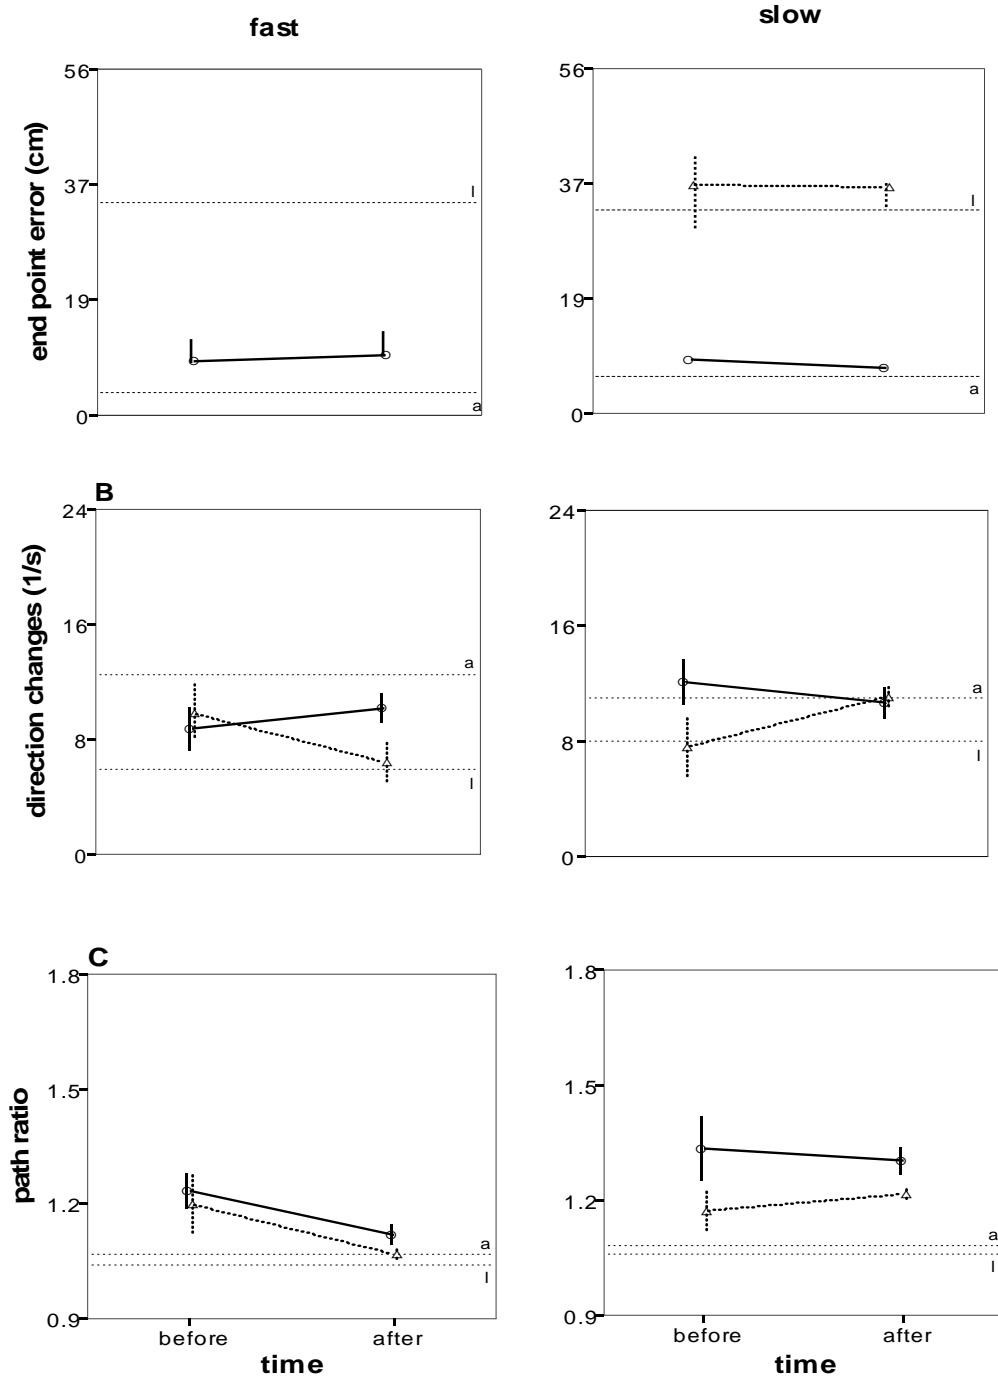 fast
slow
end point error (cm)
56
37
19
0
l
a
56
37
19
0
l
a
B
direction changes (1/s)
24
16
8
0
a
l
24
16
8
0
a
l
C
path ratio
1.8
1.5
1.2
0.9
a
l
before after
time
1.8
1.5
1.2
0.9
a
l
before after
time